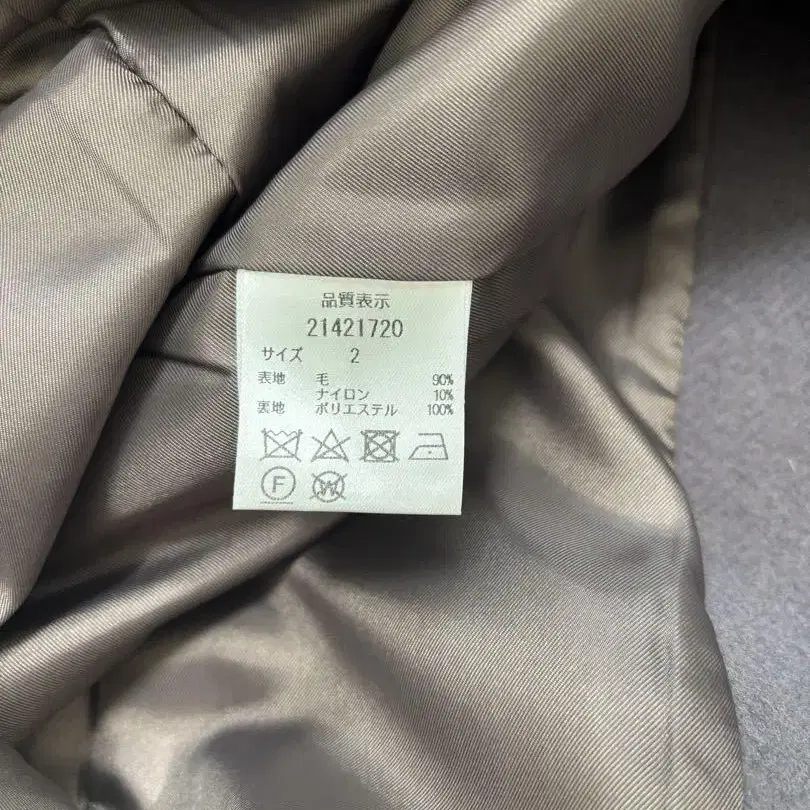 品質表示
21421720
サイズ 2
表地 毛 90%
ナイロン 10%
裏地 ポリエステル 100%
F W